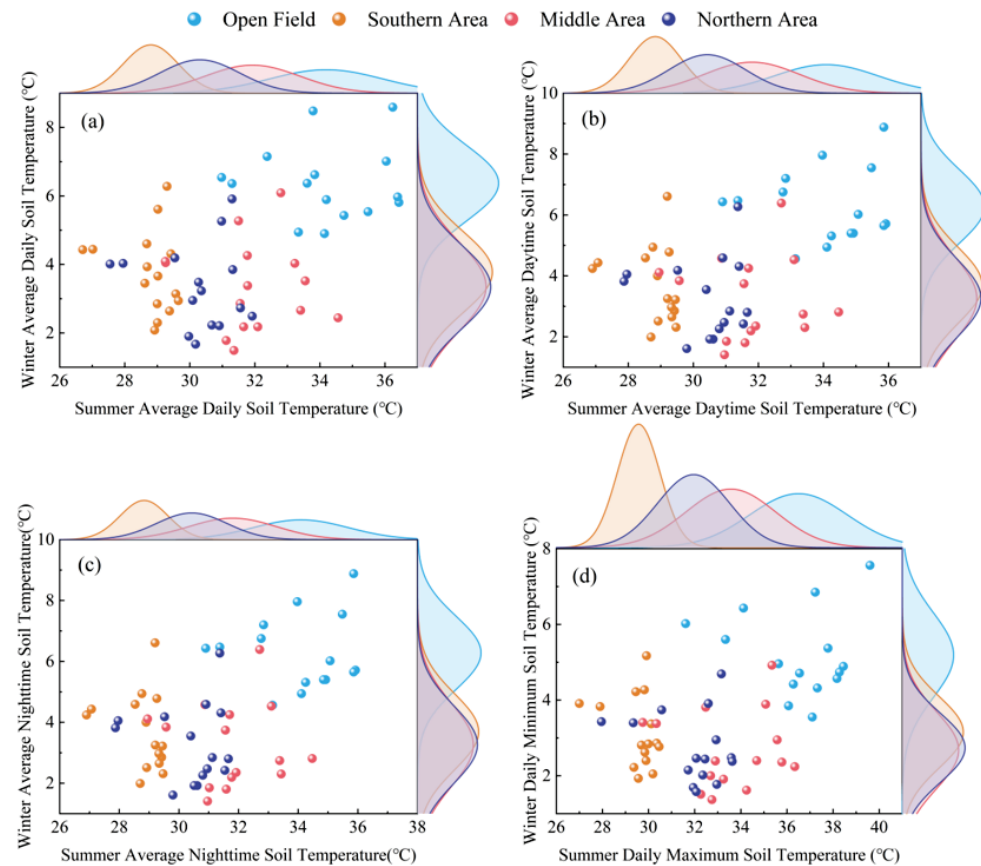 Open Field Southern Area Middle Area Northern Area
(a)
Winter Average Daily Soil Temperature (℃)
8
6
4
2
26 28 30 32 34 36
Summer Average Daily Soil Temperature (℃)
(b)
Winter Average Daytime Soil Temperature (℃)
10
8
6
4
2
26 28 30 32 34 36
Summer Average Daytime Soil Temperature (℃)
(c)
Winter Average Nighttime Soil Temperature(℃)
10
8
6
4
2
0
26 28 30 32 34 36 38
Summer Average Nighttime Soil Temperature(℃)
(d)
Winter Daily Minimum Soil Temperature (℃)
8
6
4
2
0
26 28 30 32 34 36 38 40
Summer Daily Maximum Soil Temperature (℃)